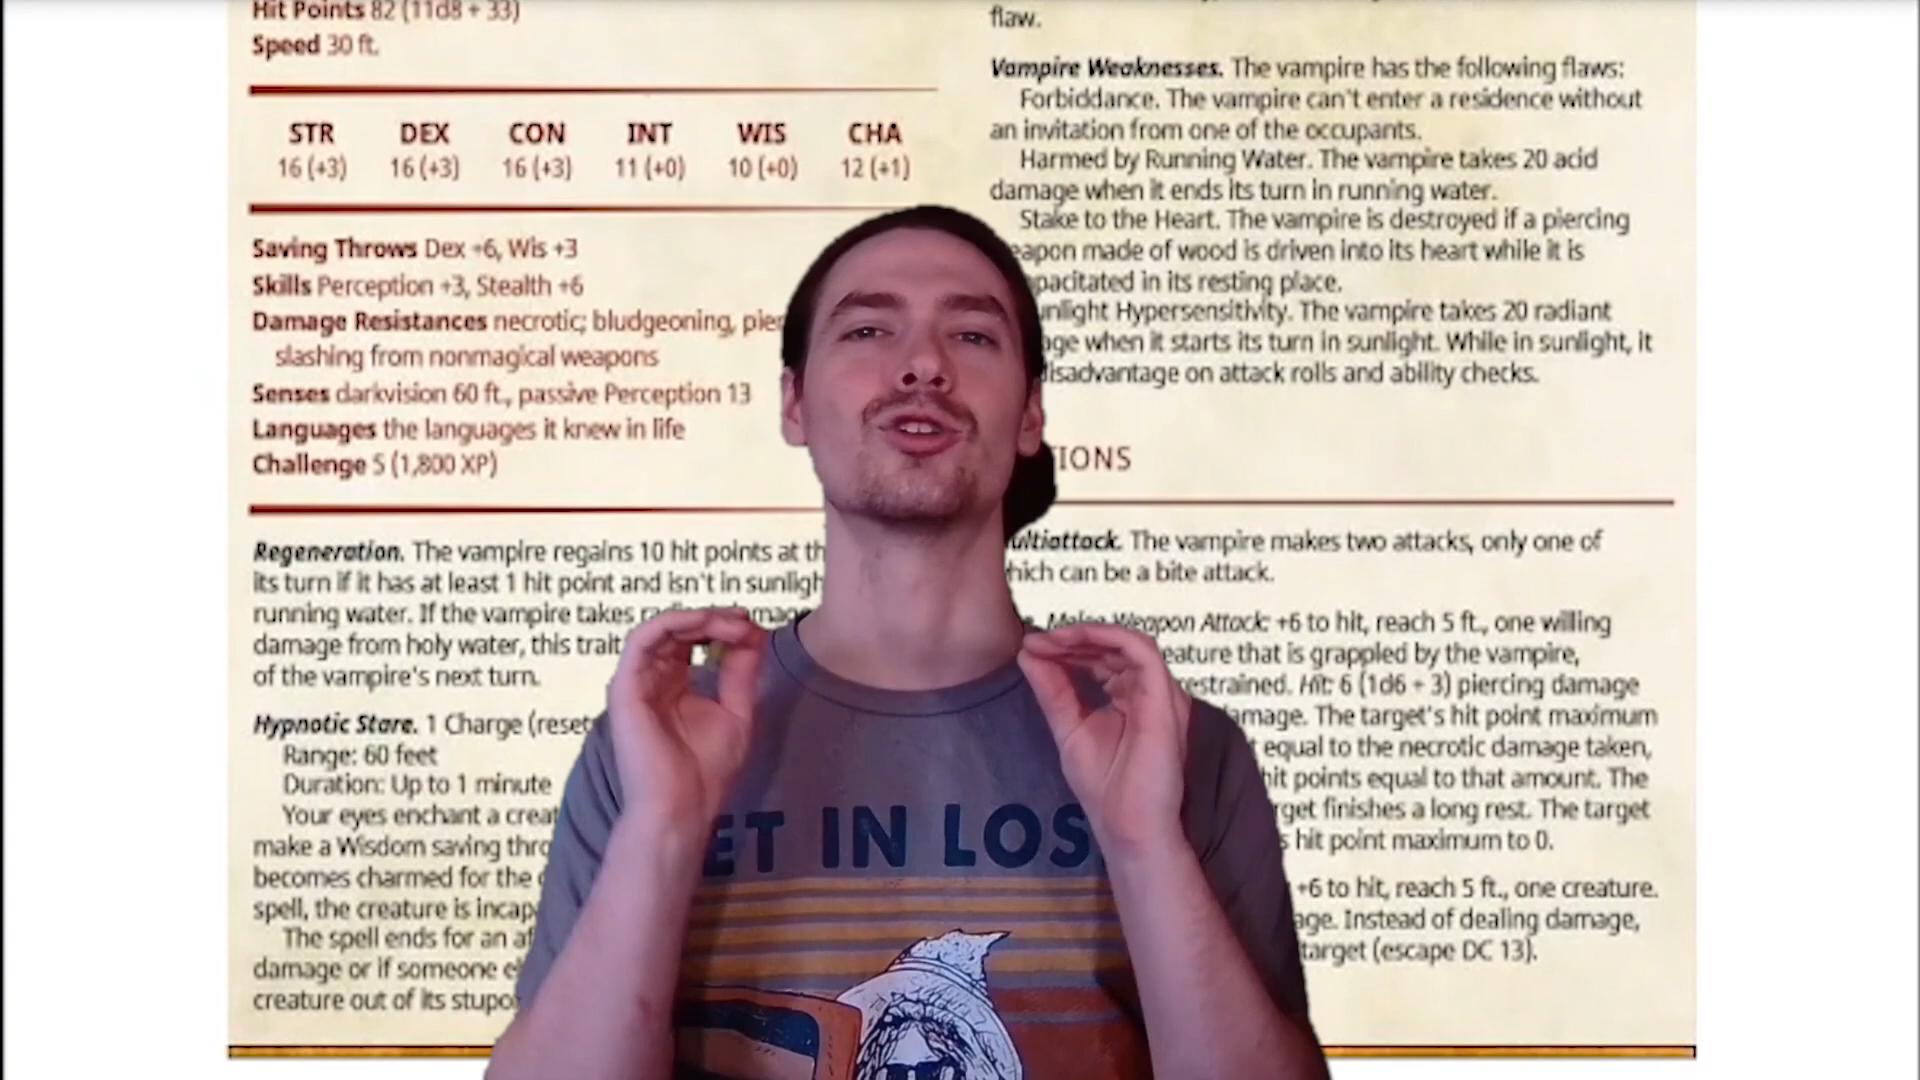 Hit Points 82 (11d8 + 33)
Speed 30 ft.
STR DEX CON INT WIS CHA
16 (+3) 16 (+3) 16 (+3) 11 (+0) 10 (+0) 12 (+1)
Saving Throws Dex +6, Wis +3
Skills Perception +3, Stealth +6
Damage Resistances necrotic; bludgeoning,
slashing from nonmagical weapons
Senses darkvision 60 ft., passive Perception 13
Languages the languages it knew in life
Challenge 5 (1,800 XP)
Regeneration. The vampire regains 10 hit points at
its turn if it has at least 1 hit point and isn't in
running water. If the vampire takes
damage from holy water, this trait
of the vampire's next turn.
Hypnotic Stare. 1 Charge
Range: 60 feet
Duration: Up to 1 minute
Your eyes enchant a
make a Wisdom saving
becomes charmed for the
spell, the creature is
The spell ends for an
damage or if someone
creature out of its
flaw.
Vampire Weaknesses. The vampire has the following flaws:
Forbiddance. The vampire can't enter a residence without
an invitation from one of the occupants.
Harmed by Running Water. The vampire takes 20 acid
damage when it ends its turn in running water.
Stake to the Heart. The vampire is destroyed if a piercing
eapon made of wood is driven into its heart while it is
pacitated in its resting place.
unlight Hypersensitivity. The vampire takes 20 radiant
age when it starts its turn in sunlight. While in sunlight, it
disadvantage on attack rolls and ability checks.
IONS
ultiattack. The vampire makes two attacks, only one of
hich can be a bite attack.
Weapon Attack: +6 to hit, reach 5 ft., one willing
eature that is grappled by the vampire,
restrained. Hit: 6 (1d6 + 3) piercing damage
amage. The target's hit point maximum
equal to the necrotic damage taken,
hit points equal to that amount. The
rget finishes a long rest. The target
s hit point maximum to 0.
+6 to hit, reach 5 ft., one creature.
age. Instead of dealing damage,
target (escape DC 13).
ET IN LOS